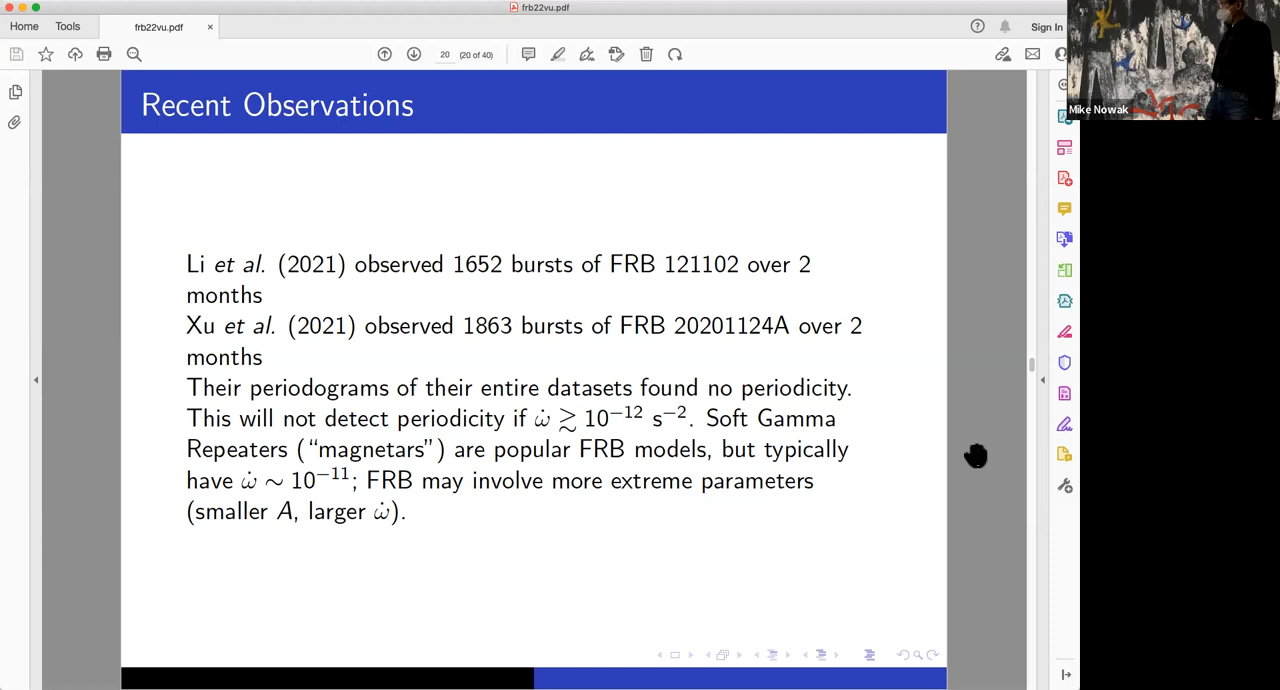 frb22vu.pdf
Home
Tools
frb22vu.pdf
×
Sign In
20
(20 of 40)
Mike Nowak
Recent Observations
Li et al. (2021) observed 1652 bursts of FRB 121102 over 2
months
Xu et al. (2021) observed 1863 bursts of FRB 20201124A over 2
months
Their periodograms of their entire datasets found no periodicity.
This will not detect periodicity if ω̇ ≳ 10⁻¹² s⁻². Soft Gamma
Repeaters (“magnetars”) are popular FRB models, but typically
have ω̇ ∼ 10⁻¹¹; FRB may involve more extreme parameters
(smaller A, larger ω̇).